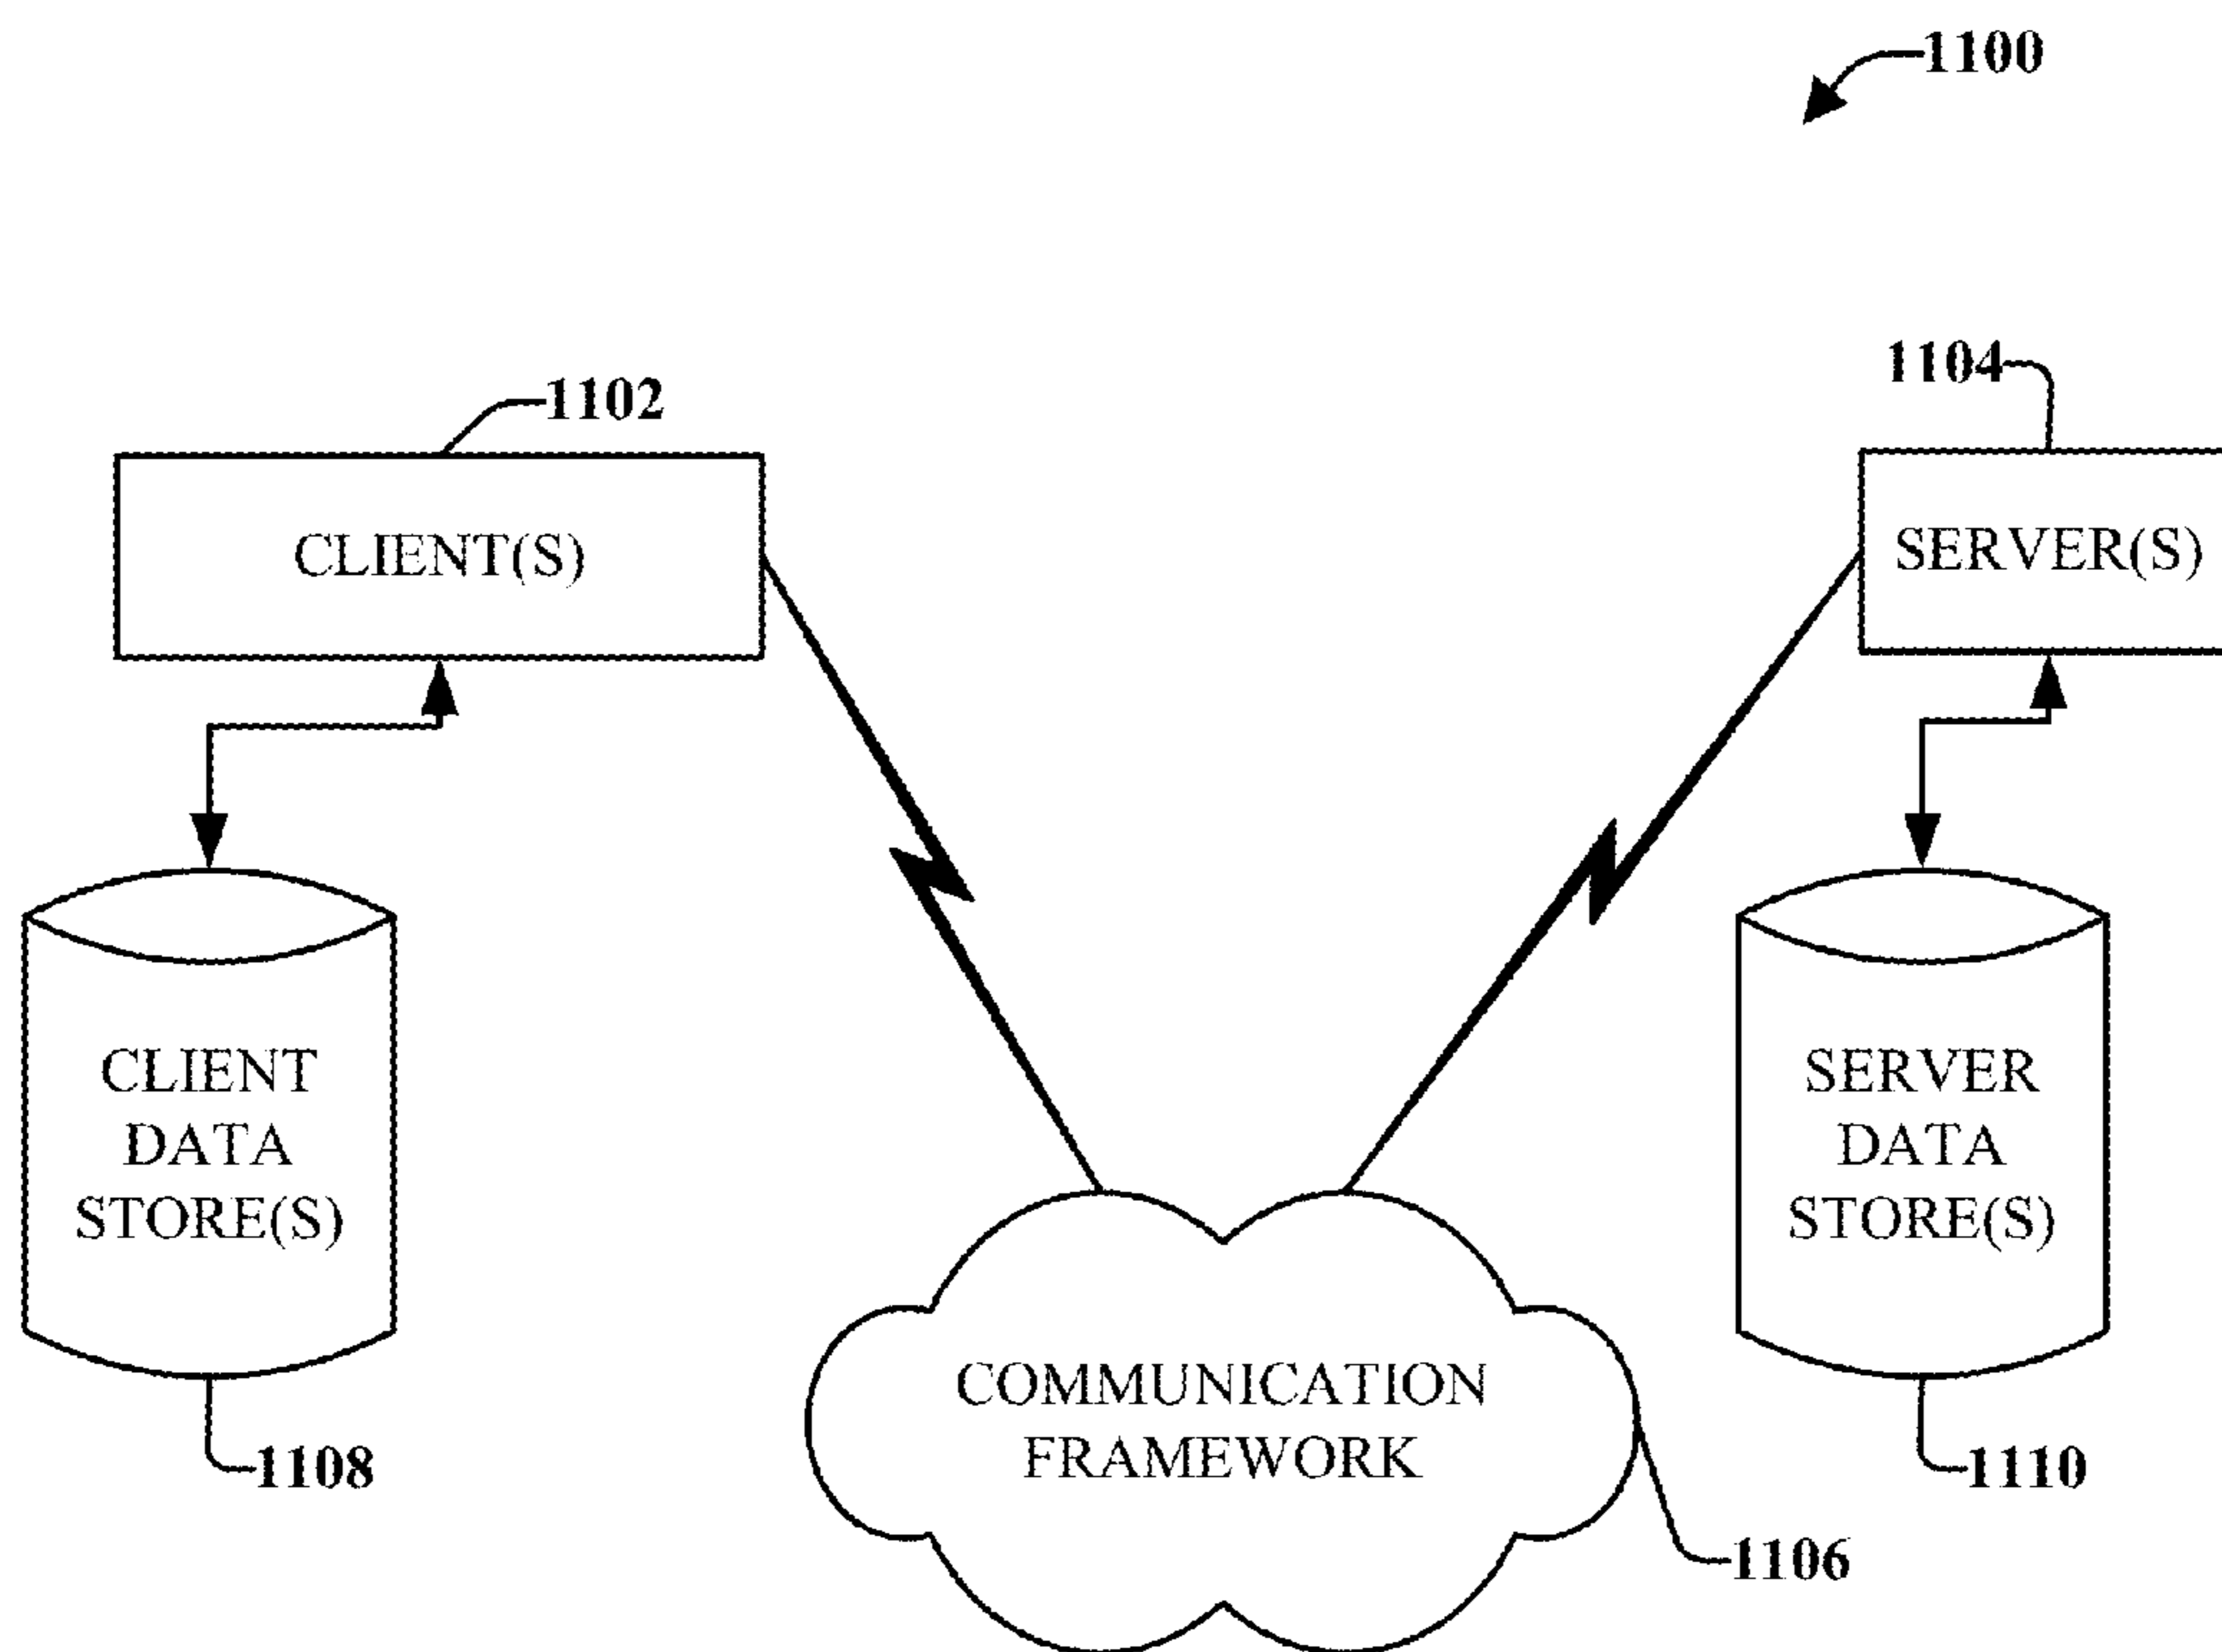 1100
1104
1102
CLIENT(S)
SERVER(S)
CLIENT
DATA
STORE(S)
SERVER
DATA
STORE(S)
COMMUNICATION
FRAMEWORK
1108
1110
1106